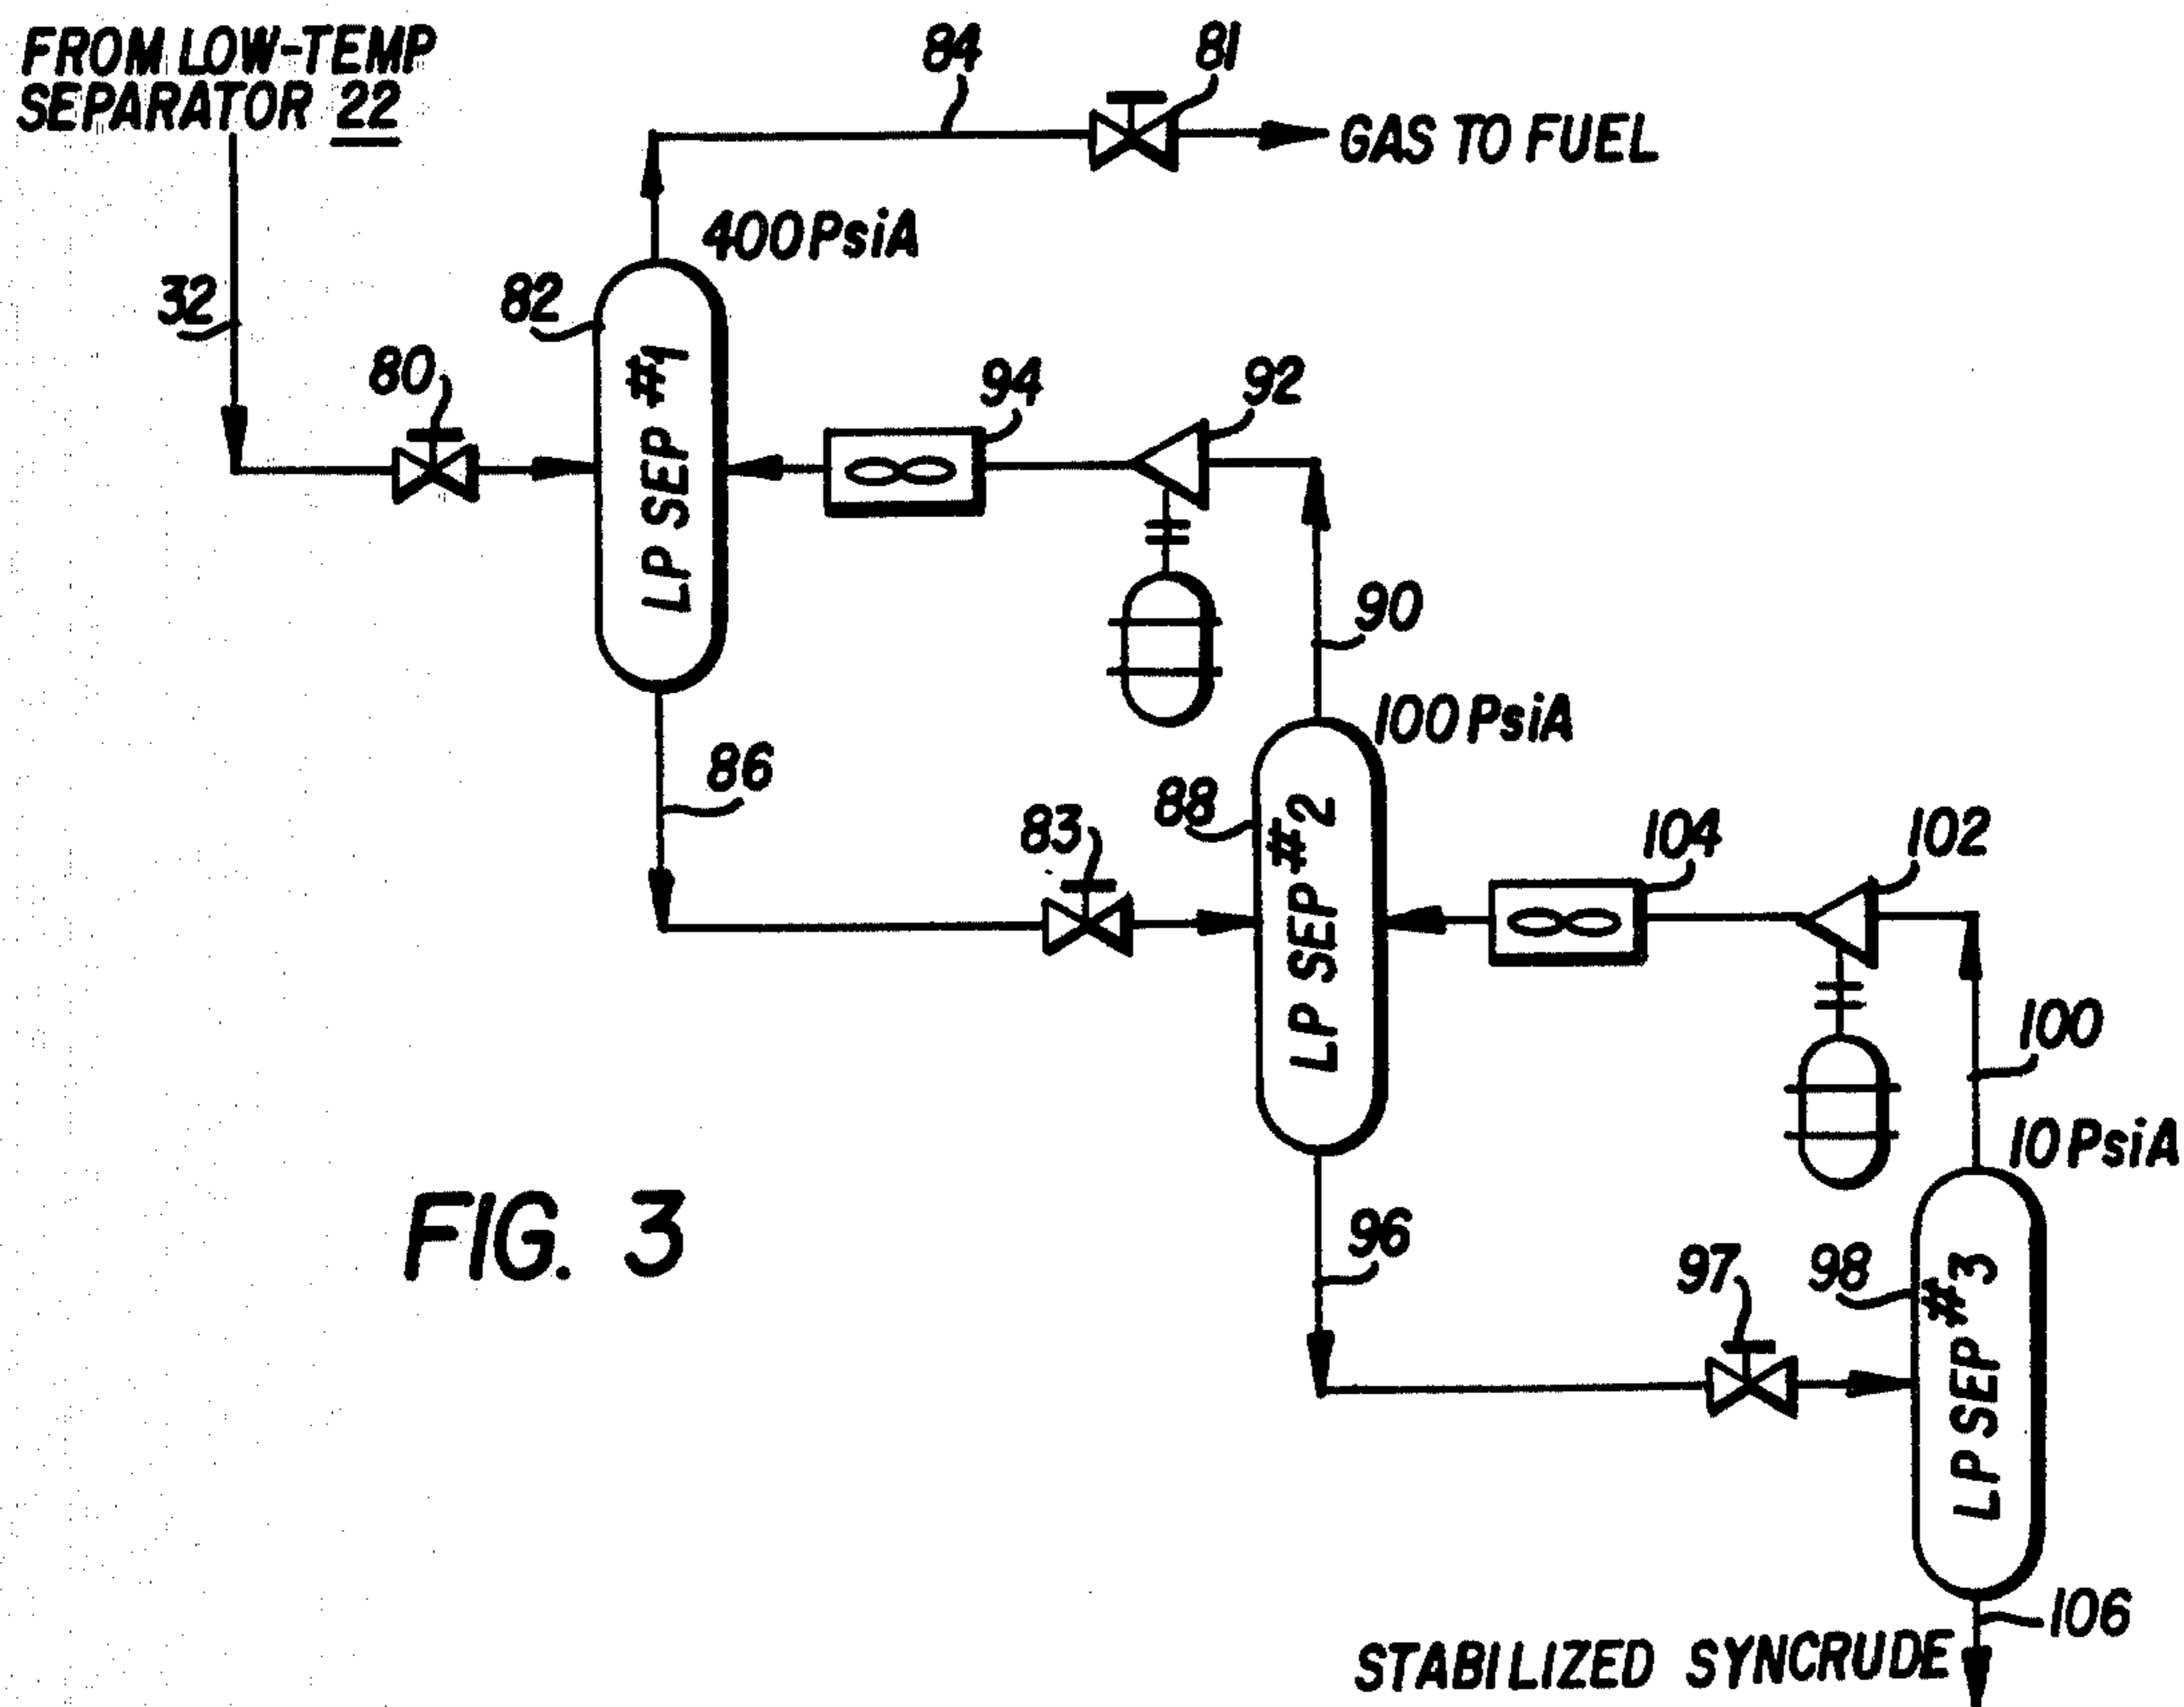 FROM LOW-TEMP
SEPARATOR 22
84
81
GAS TO FUEL
400 PsiA
32
82
80
LP SEP #1
94
92
90
100 PsiA
86
83
88
LP SEP #2
104
102
100
10 PsiA
FIG. 3
96
97
98
LP SEP #3
106
STABILIZED SYNCRUDE